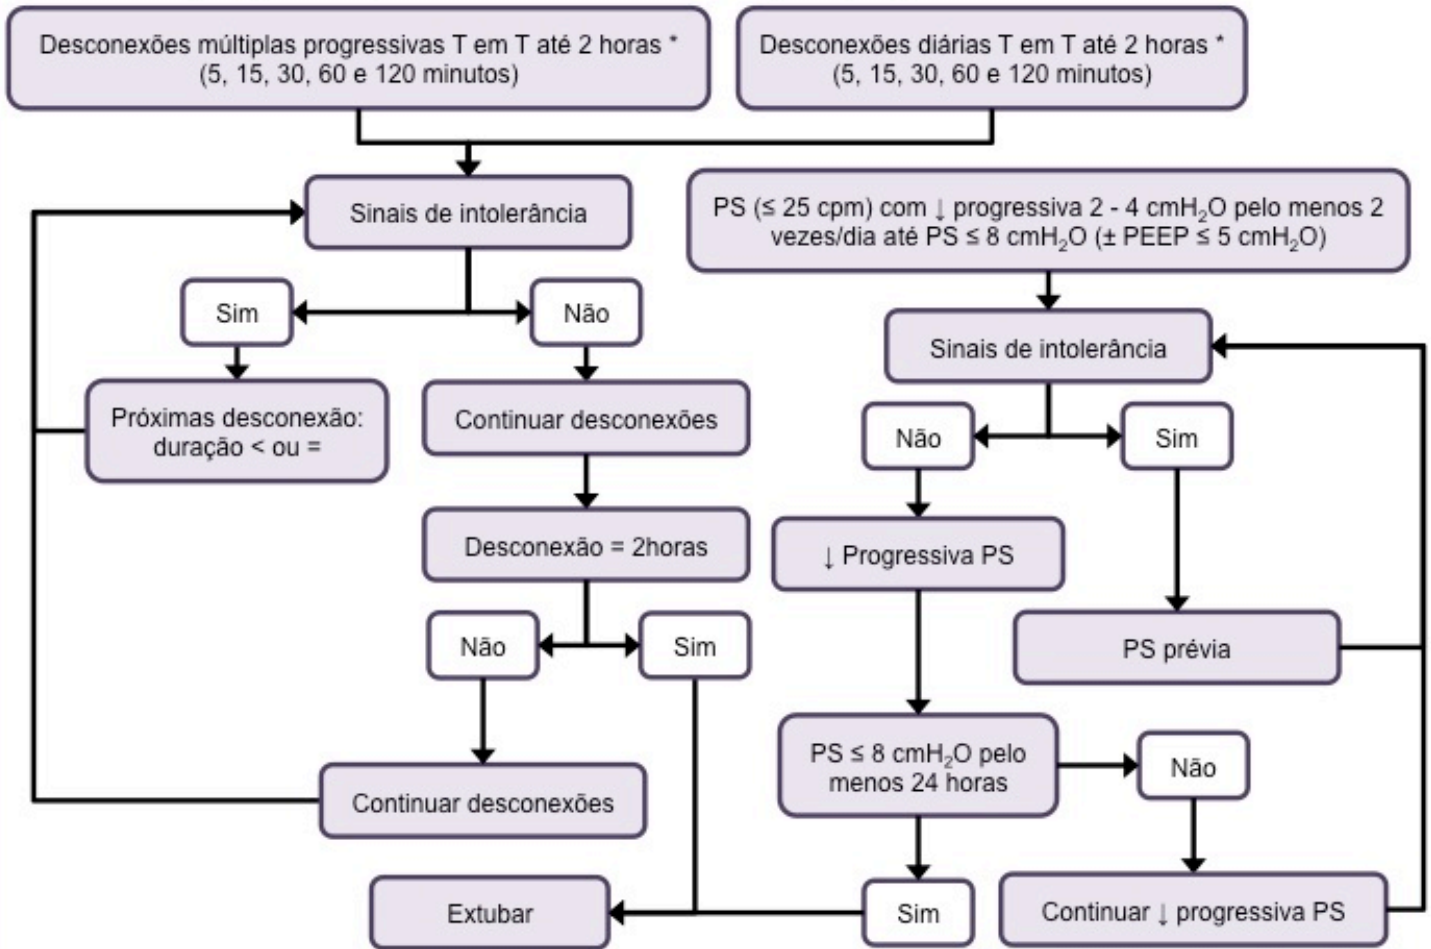 Desconexões múltiplas progressivas T em T até 2 horas *
(5, 15, 30, 60 e 120 minutos)
Desconexões diárias T em T até 2 horas *
(5, 15, 30, 60 e 120 minutos)
Sinais de intolerância
Sim
Não
Próximas desconexão:
duração < ou =
Continuar desconexões
Desconexão = 2horas
Não
Sim
Continuar desconexões
Extubar
PS (≤ 25 cpm) com ↓ progressiva 2 - 4 cmH₂O pelo menos 2
vezes/dia até PS ≤ 8 cmH₂O (± PEEP ≤ 5 cmH₂O)
Sinais de intolerância
Não
Sim
↓ Progressiva PS
PS prévia
PS ≤ 8 cmH₂O pelo
menos 24 horas
Não
Sim
Continuar ↓ progressiva PS